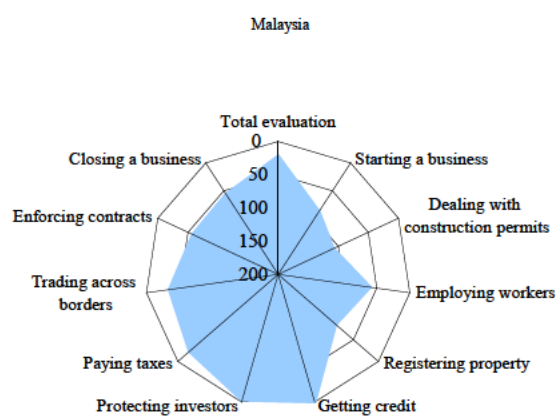 Malaysia
Total evaluation
0
50
100
150
200
Starting a business
Dealing with
construction permits
Employing workers
Registering property
Getting credit
Protecting investors
Paying taxes
Trading across
borders
Enforcing contracts
Closing a business